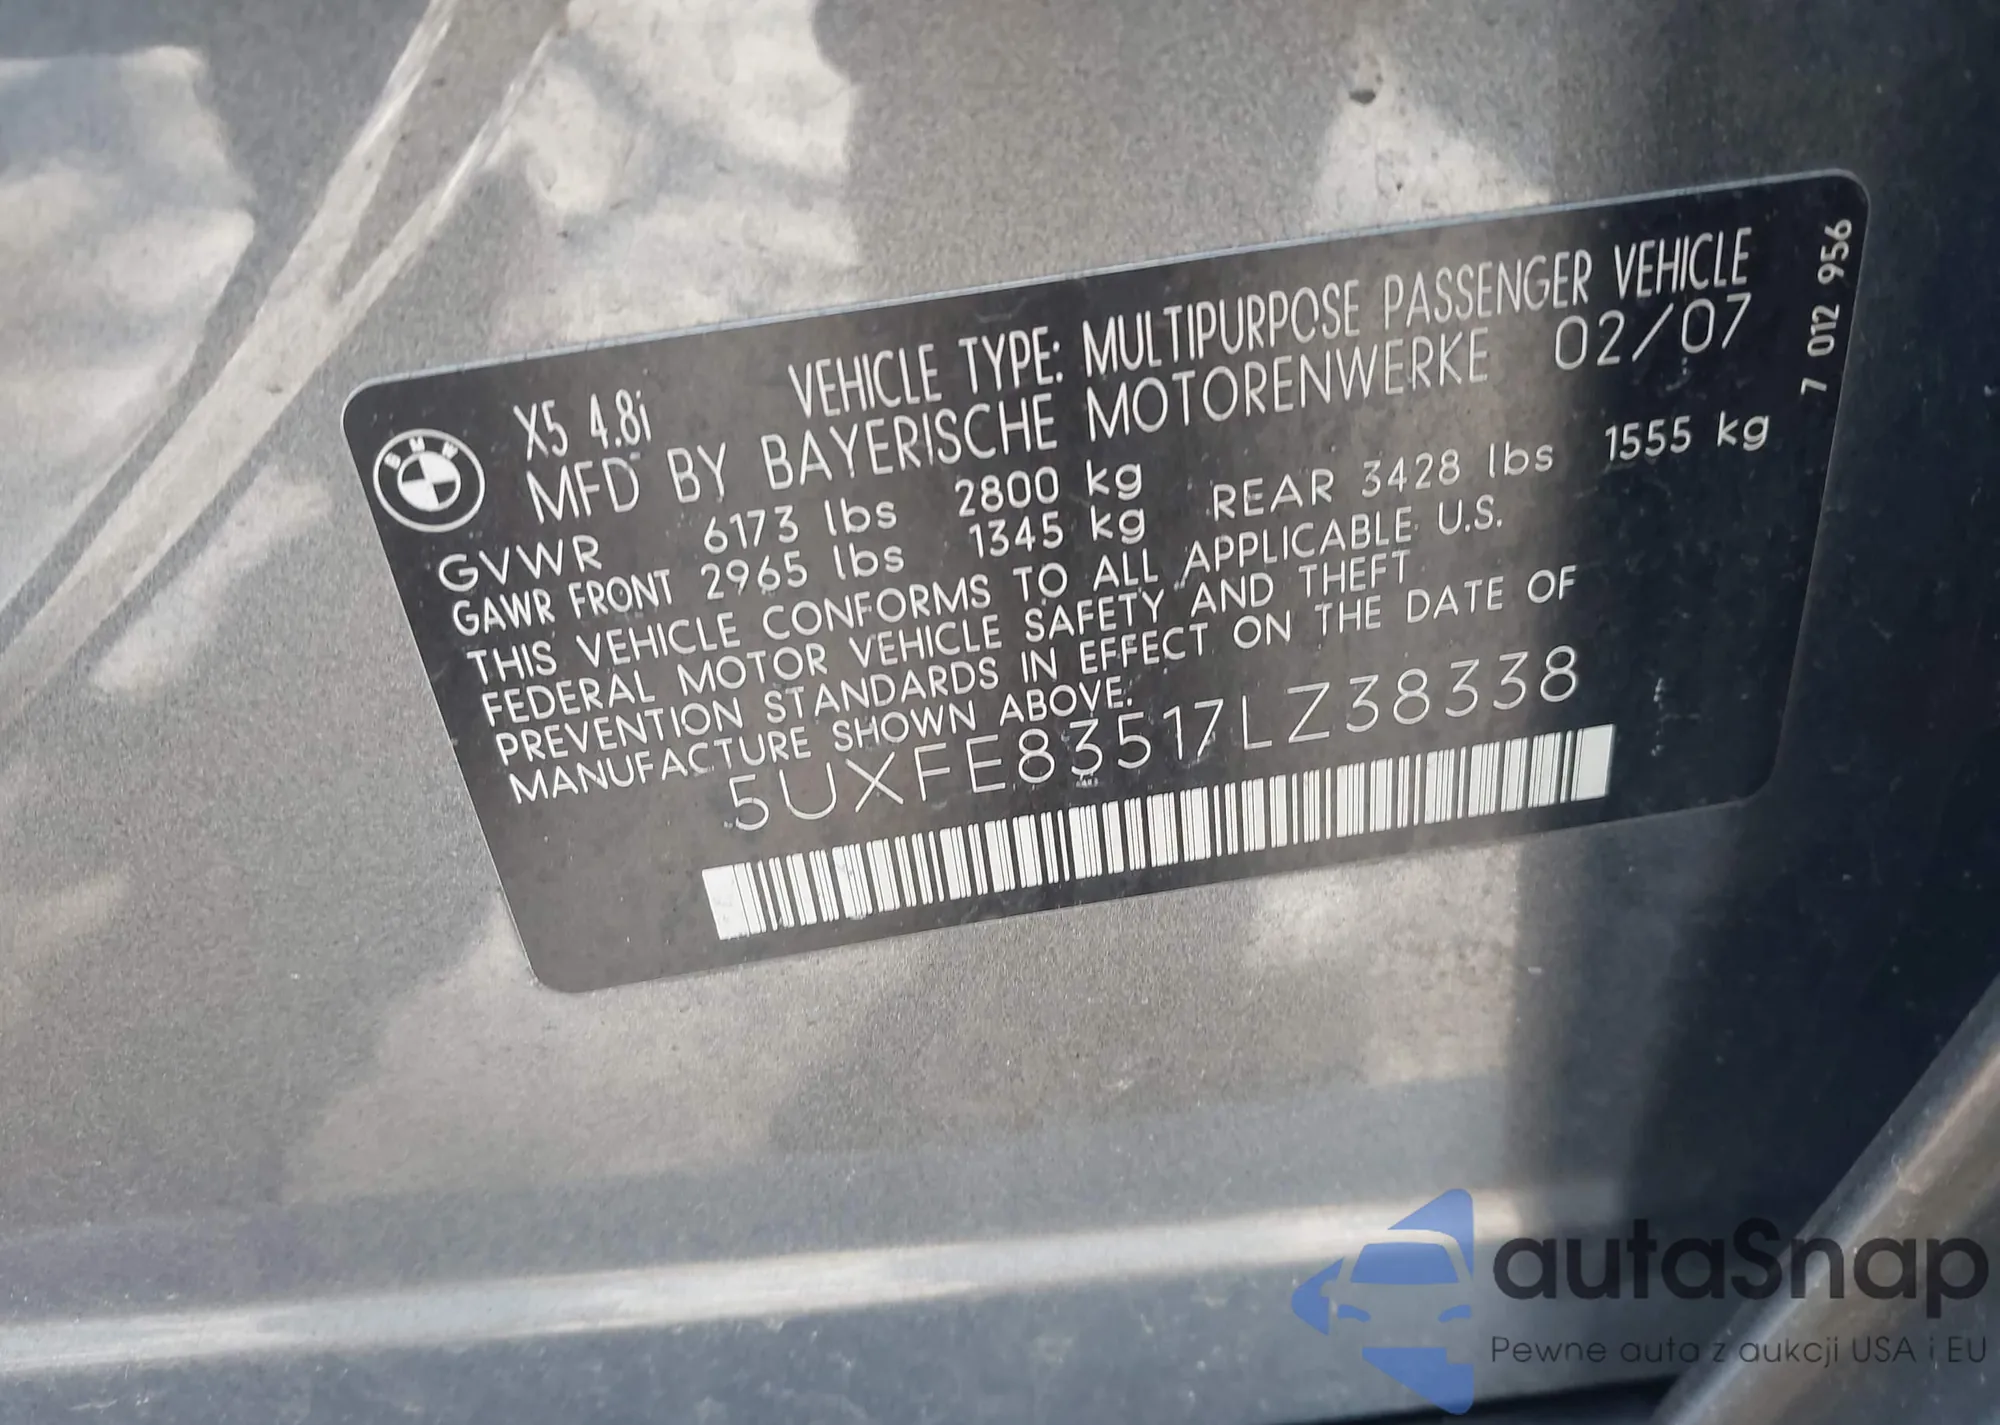 X5 4.8i VEHICLE TYPE: MULTIPURPOSE PASSENGER VEHICLE
MFD BY BAYERISCHE MOTORENWERKE 02/07
GVWR 6173 lbs 2800 kg
GAWR FRONT 2965 lbs 1345 kg REAR 3428 lbs 1555 kg
THIS VEHICLE CONFORMS TO ALL APPLICABLE U.S.
FEDERAL MOTOR VEHICLE SAFETY AND THEFT
PREVENTION STANDARDS IN EFFECT ON THE DATE OF
MANUFACTURE SHOWN ABOVE.
5UXFE83517LZ38338
7 012 956
BMW
autaSnap
Pewne auta z aukcji USA i EU